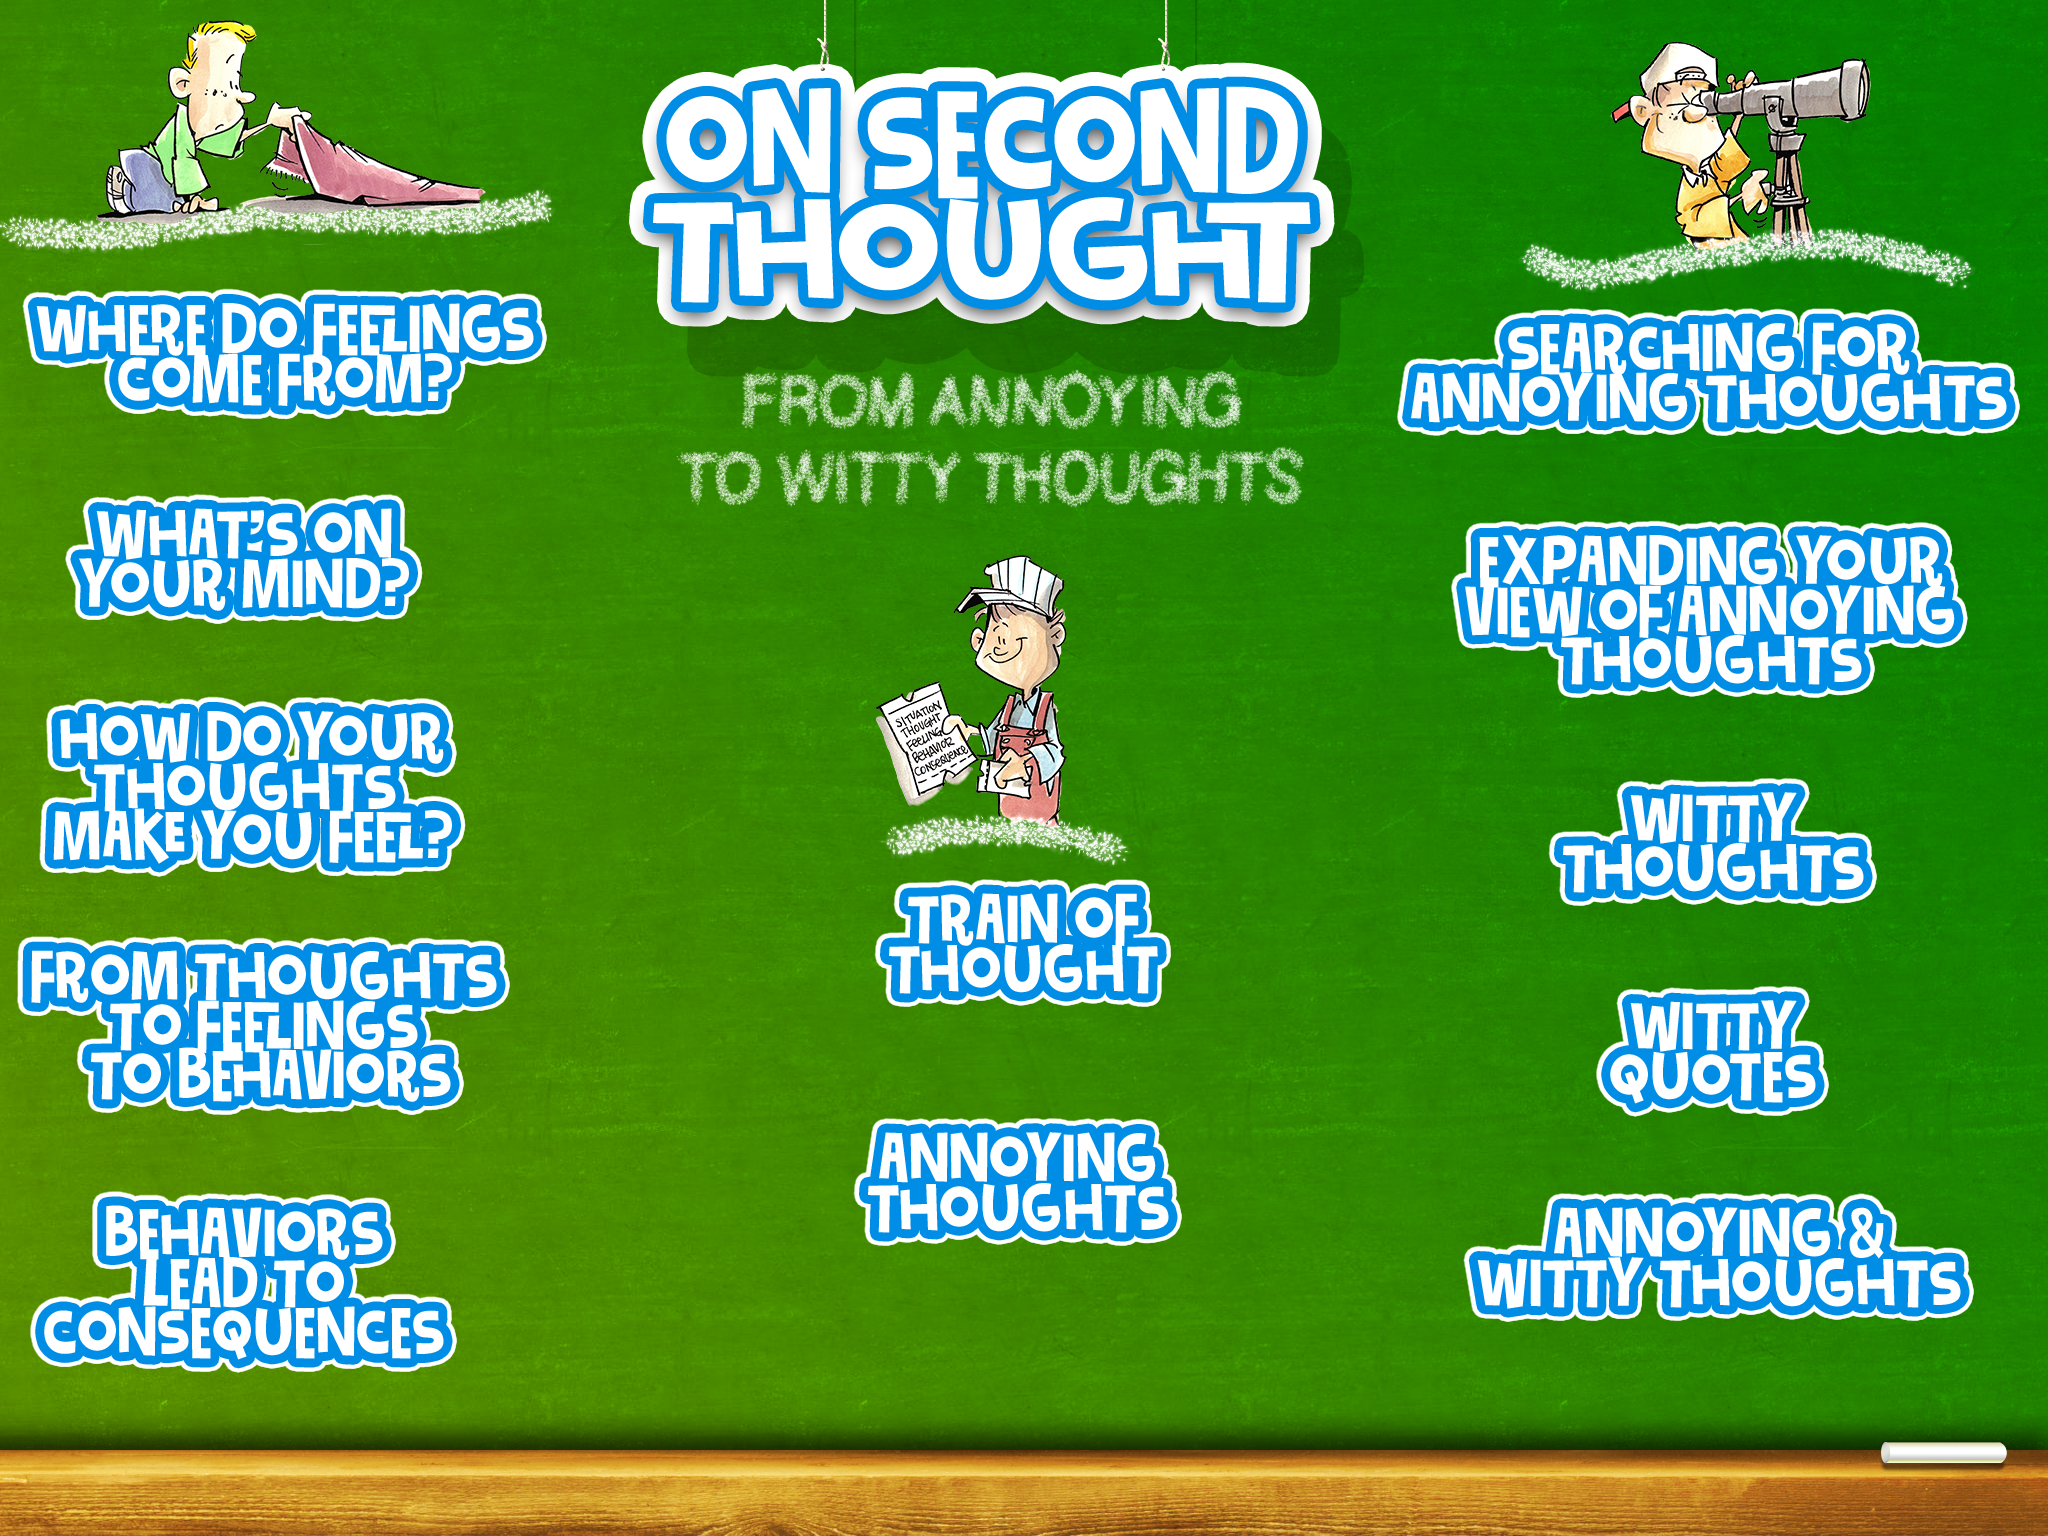 ON SECOND
THOUGHT
FROM ANNOYING
TO WITTY THOUGHTS
WHERE DO FEELINGS
COME FROM?
WHAT'S ON
YOUR MIND?
HOW DO YOUR
THOUGHTS
MAKE YOU FEEL?
FROM THOUGHTS
TO FEELINGS
TO BEHAVIORS
BEHAVIORS
LEAD TO
CONSEQUENCES
SITUATION
THOUGHT
FEELING
BEHAVIOR
CONSEQUENCE
TRAIN OF
THOUGHT
ANNOYING
THOUGHTS
SEARCHING FOR
ANNOYING THOUGHTS
EXPANDING YOUR
VIEW OF ANNOYING
THOUGHTS
WITTY
THOUGHTS
WITTY
QUOTES
ANNOYING &
WITTY THOUGHTS